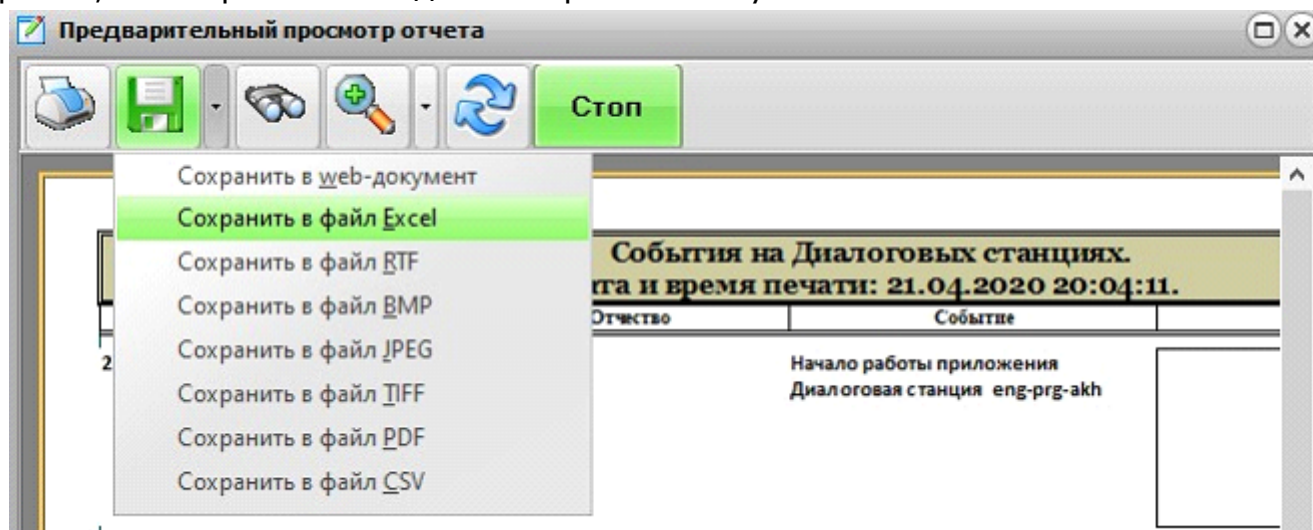 Предварительный просмотр отчета
Стоп
Сохранить в web-документ
Сохранить в файл Excel
Сохранить в файл RTF
Сохранить в файл BMP
Сохранить в файл JPEG
Сохранить в файл TIFF
Сохранить в файл PDF
Сохранить в файл CSV
События на Диалоговых станциях.
та и время печати: 21.04.2020 20:04:11.
Отчество
Событие
2
Начало работы приложения
Диалоговая станция eng-prg-akh